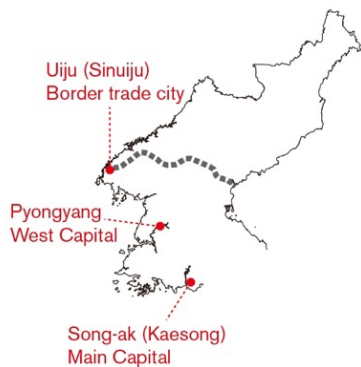 Uiju (Sinuiju)
Border trade city
Pyongyang
West Capital
Song-ak (Kaesong)
Main Capital